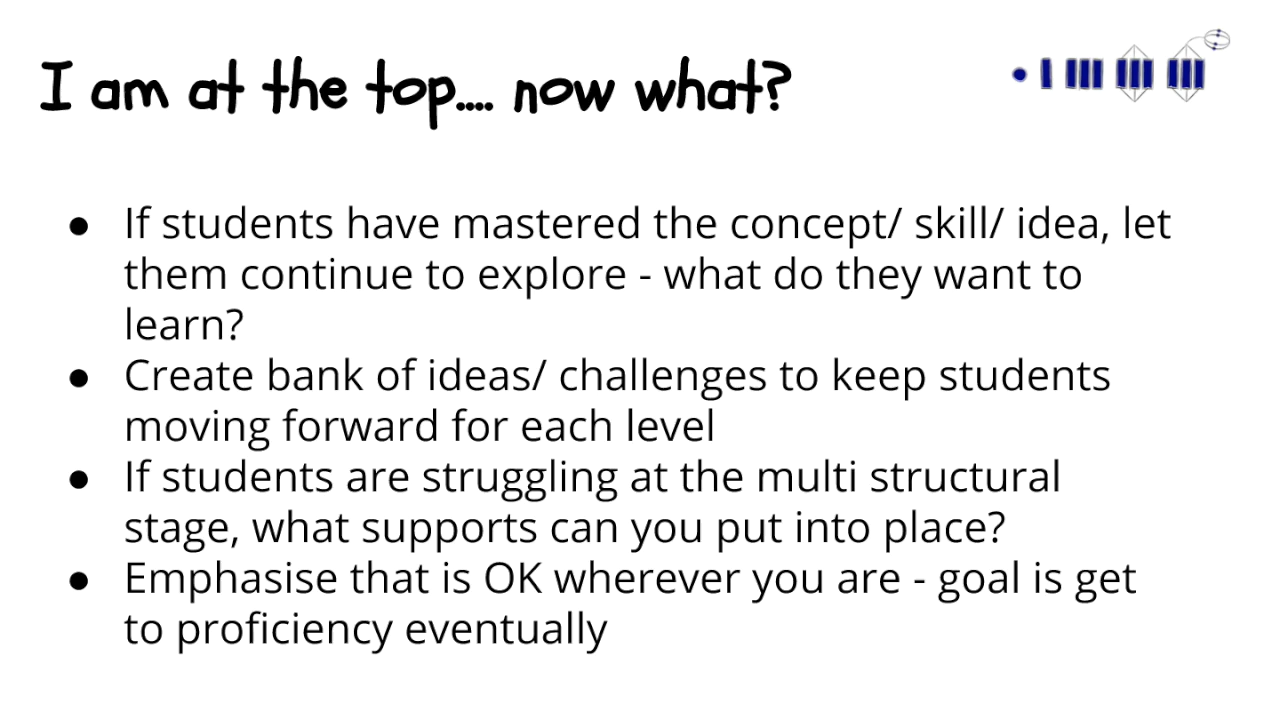 I am at the top.... now what?
● If students have mastered the concept/ skill/ idea, let
them continue to explore - what do they want to
learn?
● Create bank of ideas/ challenges to keep students
moving forward for each level
● If students are struggling at the multi structural
stage, what supports can you put into place?
● Emphasise that is OK wherever you are - goal is get
to proficiency eventually